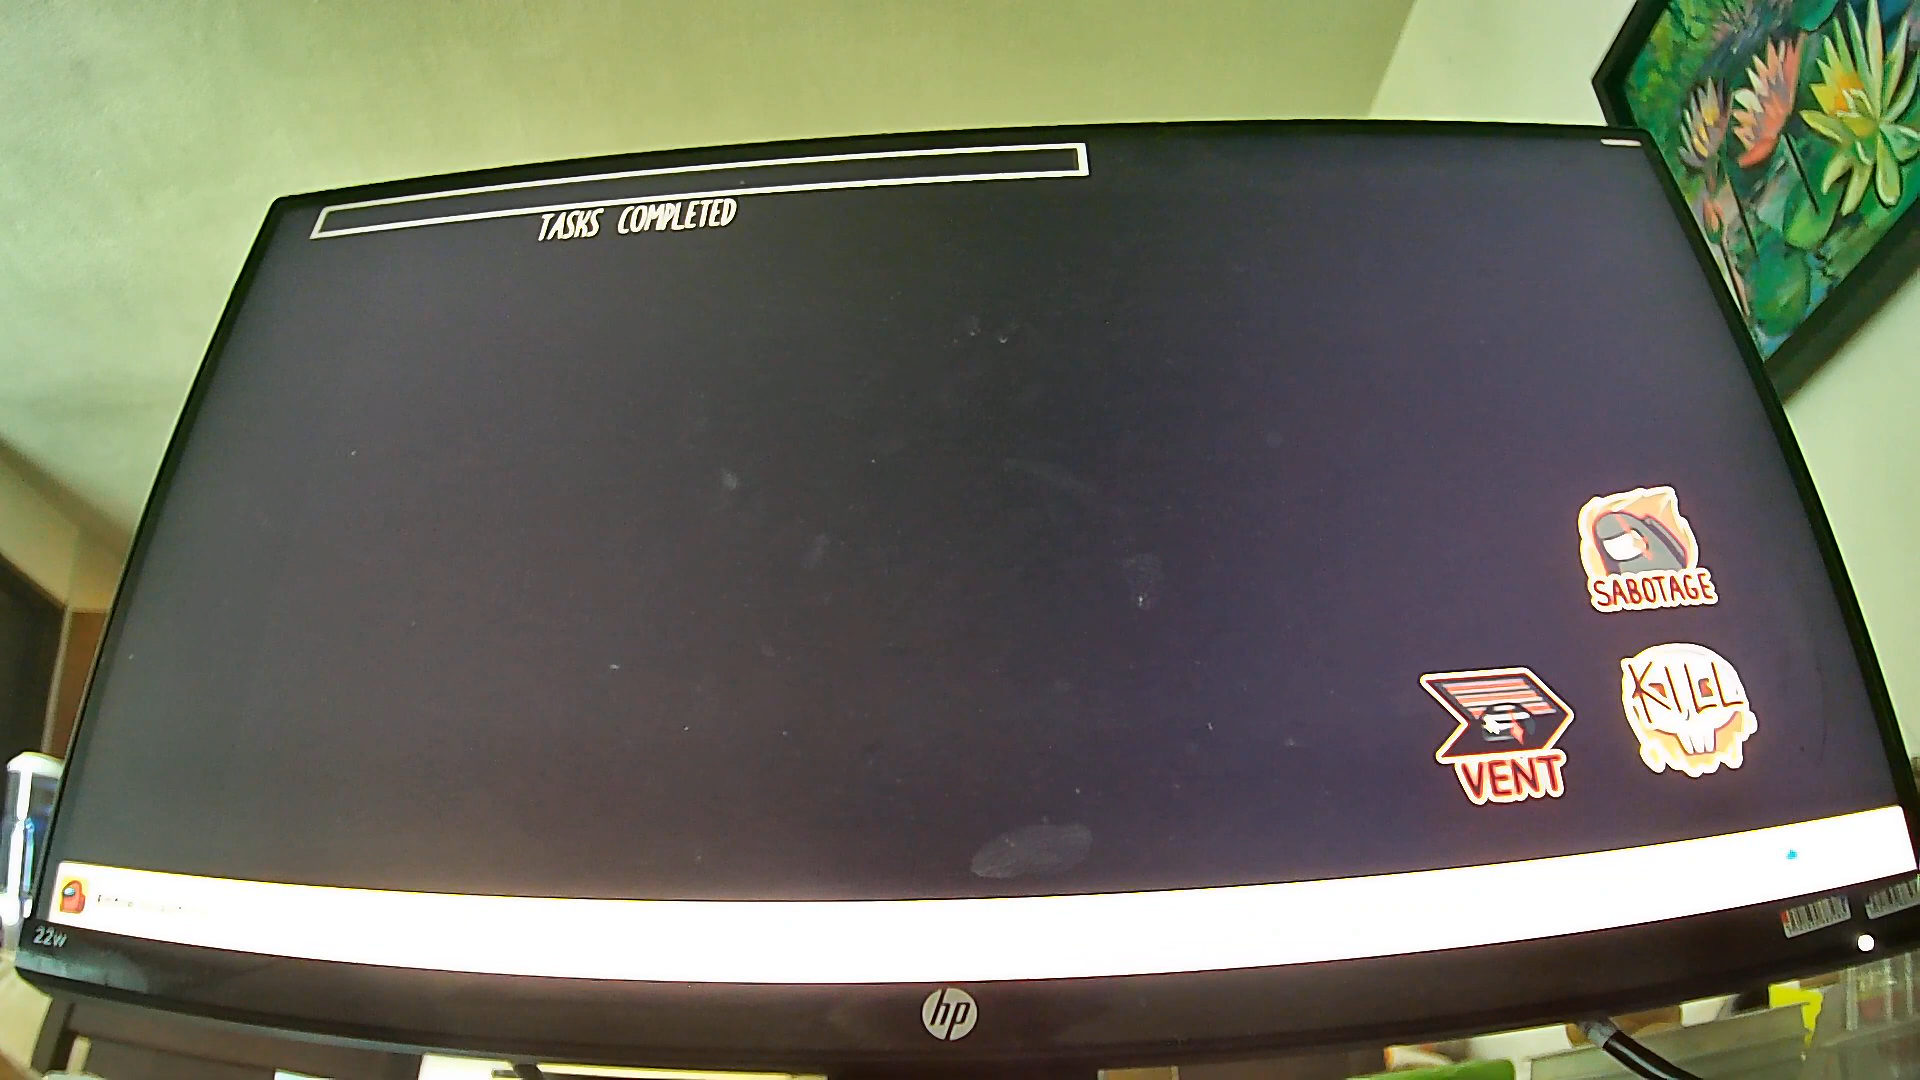 TASKS COMPLETED
SABOTAGE
KILL
VENT
22w
hp